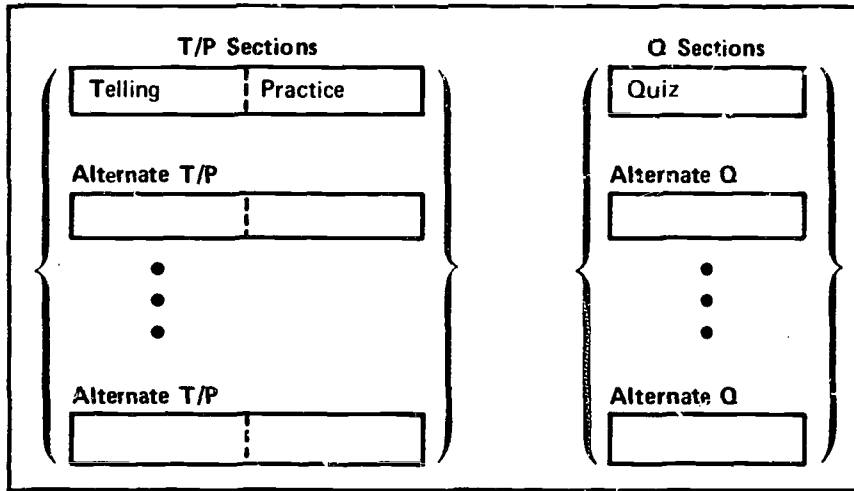 T/P Sections
Telling Practice
Alternate T/P
Alternate T/P
Q Sections
Quiz
Alternate Q
Alternate Q